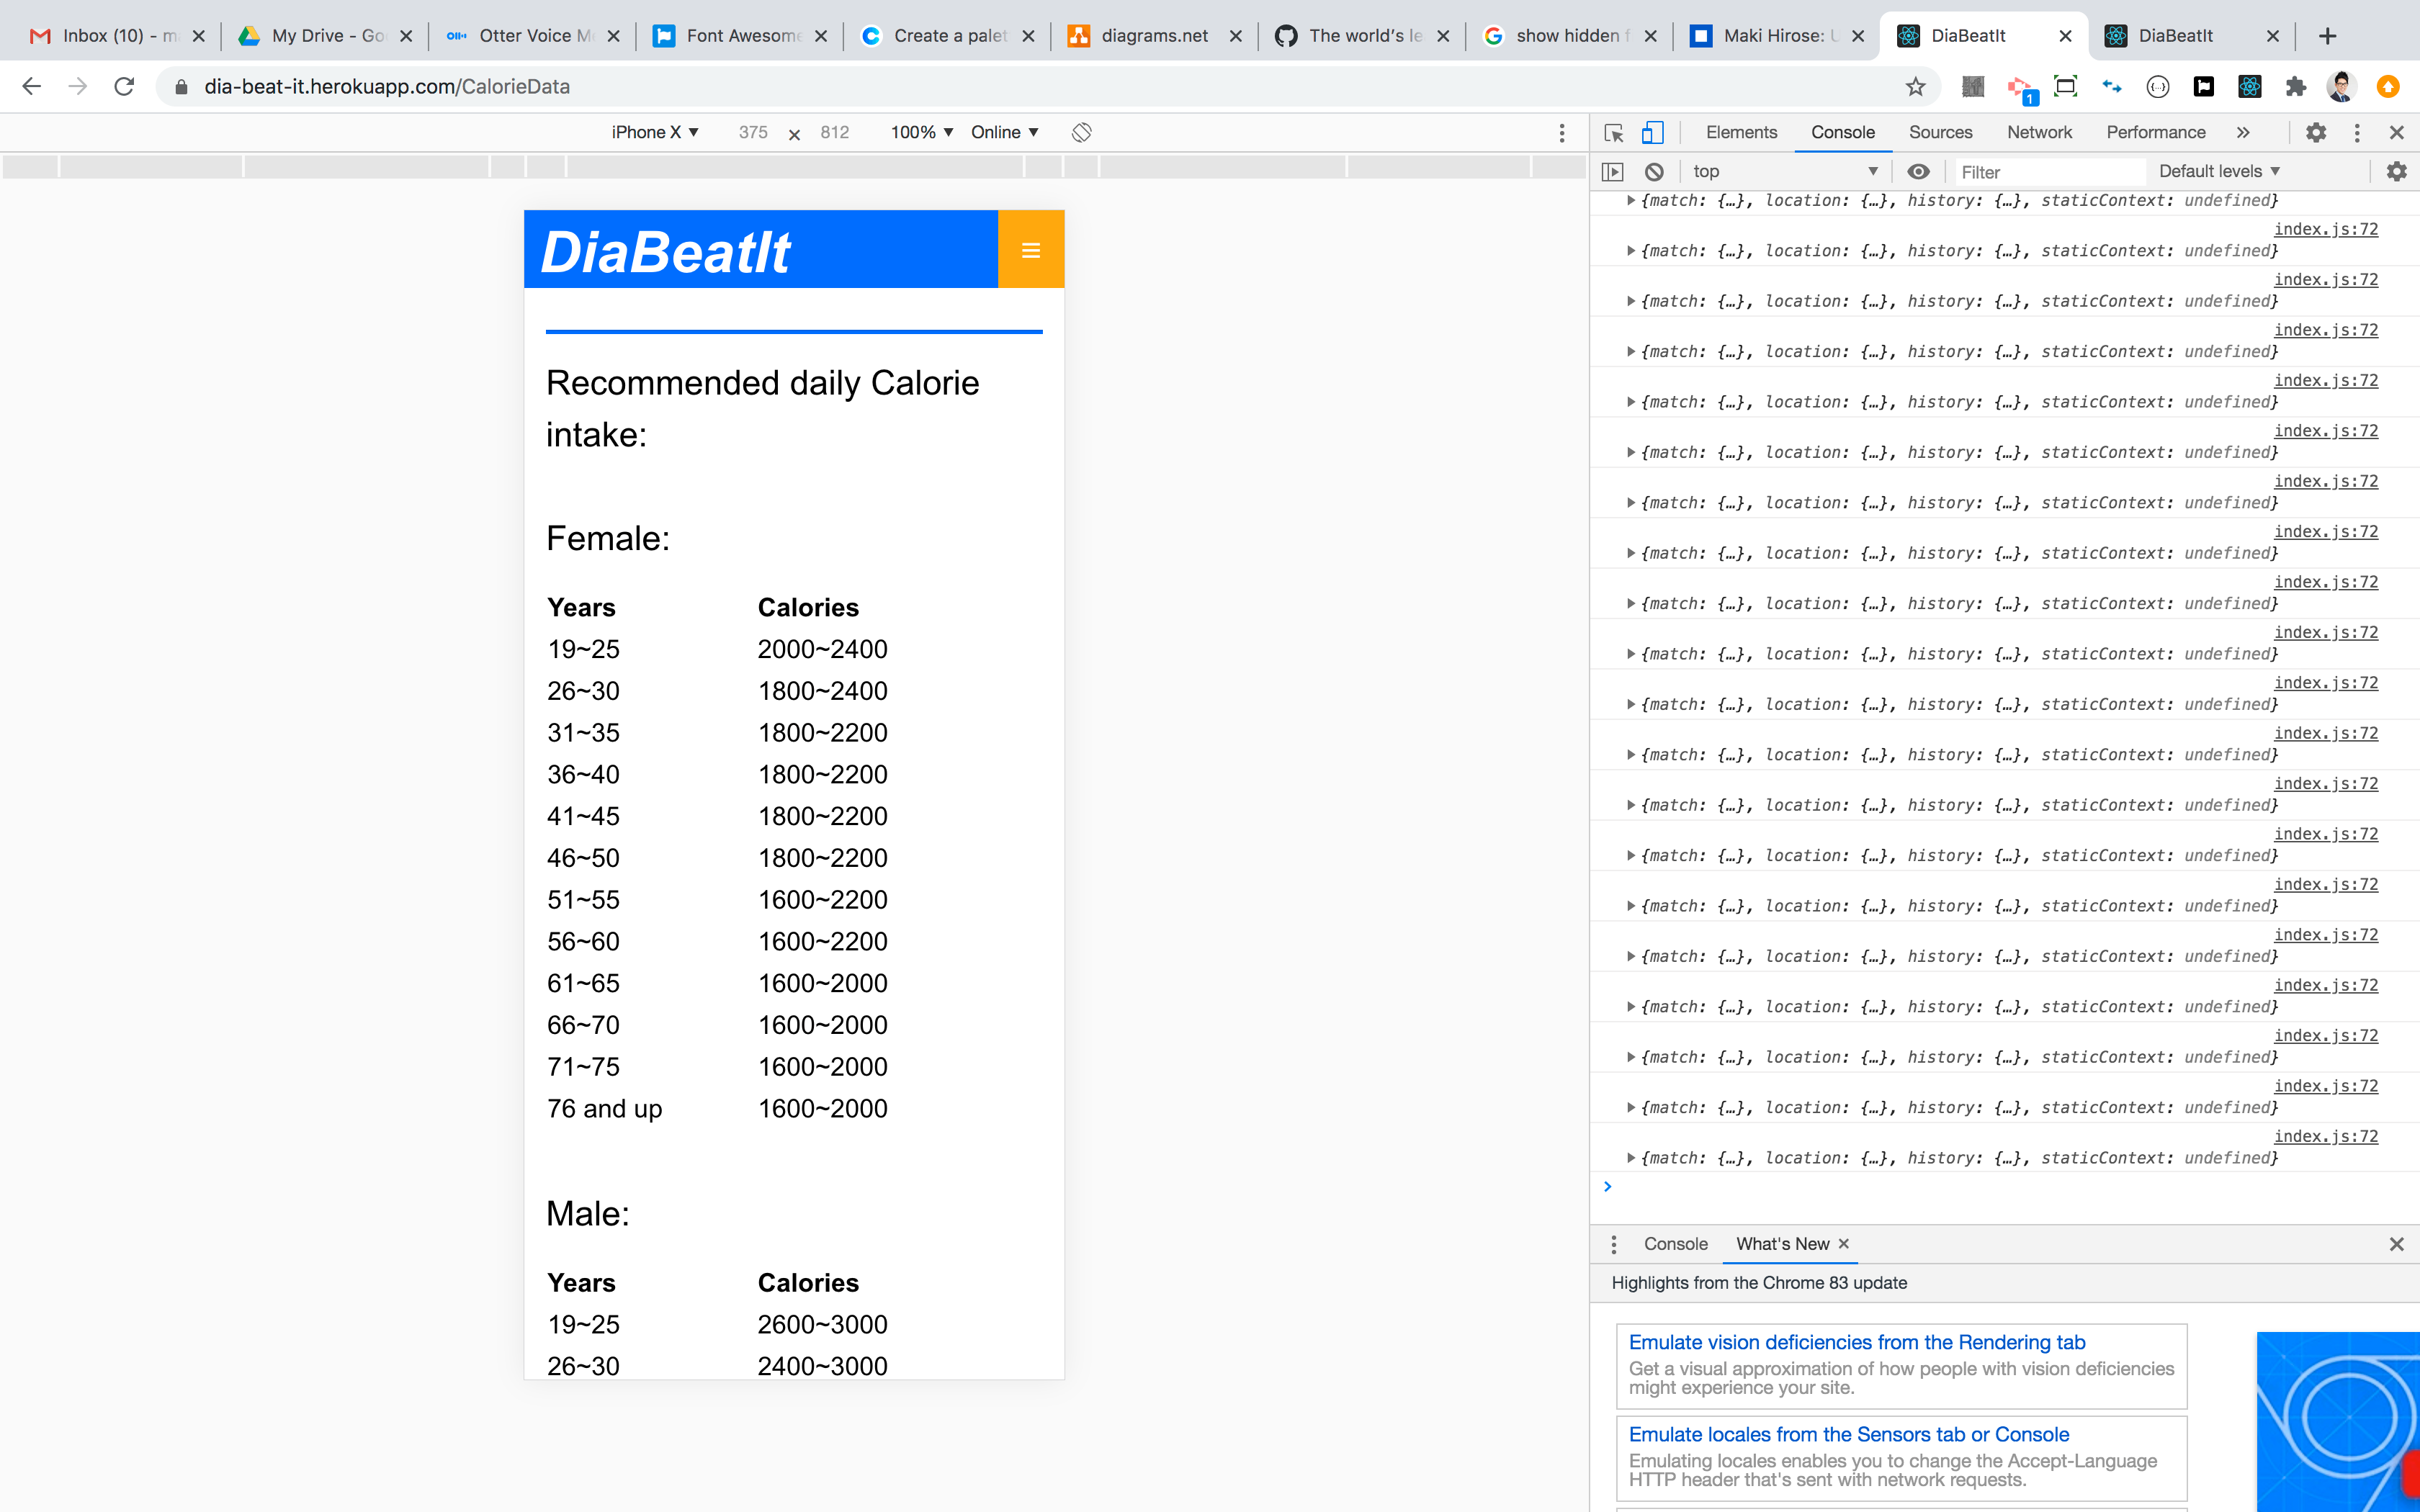 Inbox (10) - m
My Drive - Go
Otter Voice M
Font Awesome
Create a palet
diagrams.net
The world's le
show hidden f
Maki Hirose: U
DiaBeatIt
DiaBeatIt
dia-beat-it.herokuapp.com/CalorieData
1
iPhone X ▼ 375 × 812 100% ▼ Online ▼
Elements Console Sources Network Performance »
top ▼ Filter Default levels ▼
DiaBeatIt
Recommended daily Calorie
intake:
Female:
Years Calories
19~25 2000~2400
26~30 1800~2400
31~35 1800~2200
36~40 1800~2200
41~45 1800~2200
46~50 1800~2200
51~55 1600~2200
56~60 1600~2200
61~65 1600~2000
66~70 1600~2000
71~75 1600~2000
76 and up 1600~2000
Male:
Years Calories
19~25 2600~3000
26~30 2400~3000
{match: {…}, location: {…}, history: {…}, staticContext: undefined}
index.js:72
{match: {…}, location: {…}, history: {…}, staticContext: undefined}
index.js:72
{match: {…}, location: {…}, history: {…}, staticContext: undefined}
index.js:72
{match: {…}, location: {…}, history: {…}, staticContext: undefined}
index.js:72
{match: {…}, location: {…}, history: {…}, staticContext: undefined}
index.js:72
{match: {…}, location: {…}, history: {…}, staticContext: undefined}
index.js:72
{match: {…}, location: {…}, history: {…}, staticContext: undefined}
index.js:72
{match: {…}, location: {…}, history: {…}, staticContext: undefined}
index.js:72
{match: {…}, location: {…}, history: {…}, staticContext: undefined}
index.js:72
{match: {…}, location: {…}, history: {…}, staticContext: undefined}
index.js:72
{match: {…}, location: {…}, history: {…}, staticContext: undefined}
index.js:72
{match: {…}, location: {…}, history: {…}, staticContext: undefined}
index.js:72
{match: {…}, location: {…}, history: {…}, staticContext: undefined}
index.js:72
{match: {…}, location: {…}, history: {…}, staticContext: undefined}
index.js:72
{match: {…}, location: {…}, history: {…}, staticContext: undefined}
index.js:72
{match: {…}, location: {…}, history: {…}, staticContext: undefined}
index.js:72
{match: {…}, location: {…}, history: {…}, staticContext: undefined}
index.js:72
{match: {…}, location: {…}, history: {…}, staticContext: undefined}
index.js:72
{match: {…}, location: {…}, history: {…}, staticContext: undefined}
index.js:72
{match: {…}, location: {…}, history: {…}, staticContext: undefined}
Console What's New
Highlights from the Chrome 83 update
Emulate vision deficiencies from the Rendering tab
Get a visual approximation of how people with vision deficiencies
might experience your site.
Emulate locales from the Sensors tab or Console
Emulating locales enables you to change the Accept-Language
HTTP header that's sent with network requests.